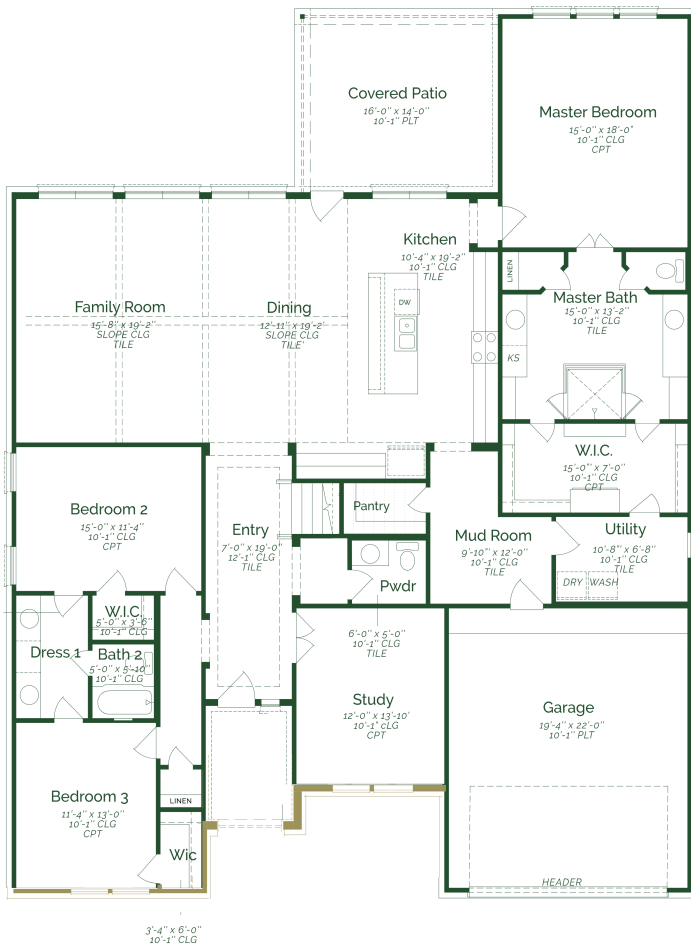 Covered Patio
16'-0" x 14'-0"
10'-1" PLT
Master Bedroom
15'-0" x 18'-0"
10'-1" CLG
CPT
Kitchen
10'-4" x 19'-2"
10'-1" CLG
TILE
LINEN
Family Room
15'-8" x 19'-2"
SLOPE CLG
TILE
Dining
12'-11" x 19'-2'
SLOPE CLG
TILE'
DW
Master Bath
15'-0" x 13'-2"
10'-1" CLG
TILE
KS
W.I.C.
15'-0" x 7'-0"
10'-1" CLG
CPT
Bedroom 2
15'-0" x 11'-4"
10'-1" CLG
CPT
Entry
7'-0" x 19'-0"
12'-1" CLG
TILE
Pantry
Mud Room
9'-10" x 12'-0"
10'-1" CLG
TILE
Utility
10'-8" x 6'-8"
10'-1" CLG
TILE
DRY
WASH
Pwdr
6'-0" x 5'-0"
10'-1" CLG
TILE
W.I.C.
5'-0" x 3'-6"
10'-1" CLG
Dress 1
Bath 2
5'-0" x 5'-10"
10'-1" CLG
Study
12'-0" x 13'-10'
10'-1" cLG
CPT
Garage
19'-4" x 22'-0"
10'-1" PLT
Bedroom 3
11'-4" x 13'-0"
10'-1" CLG
CPT
LINEN
Wic
3'-4" x 6'-0"
10'-1" CLG
HEADER